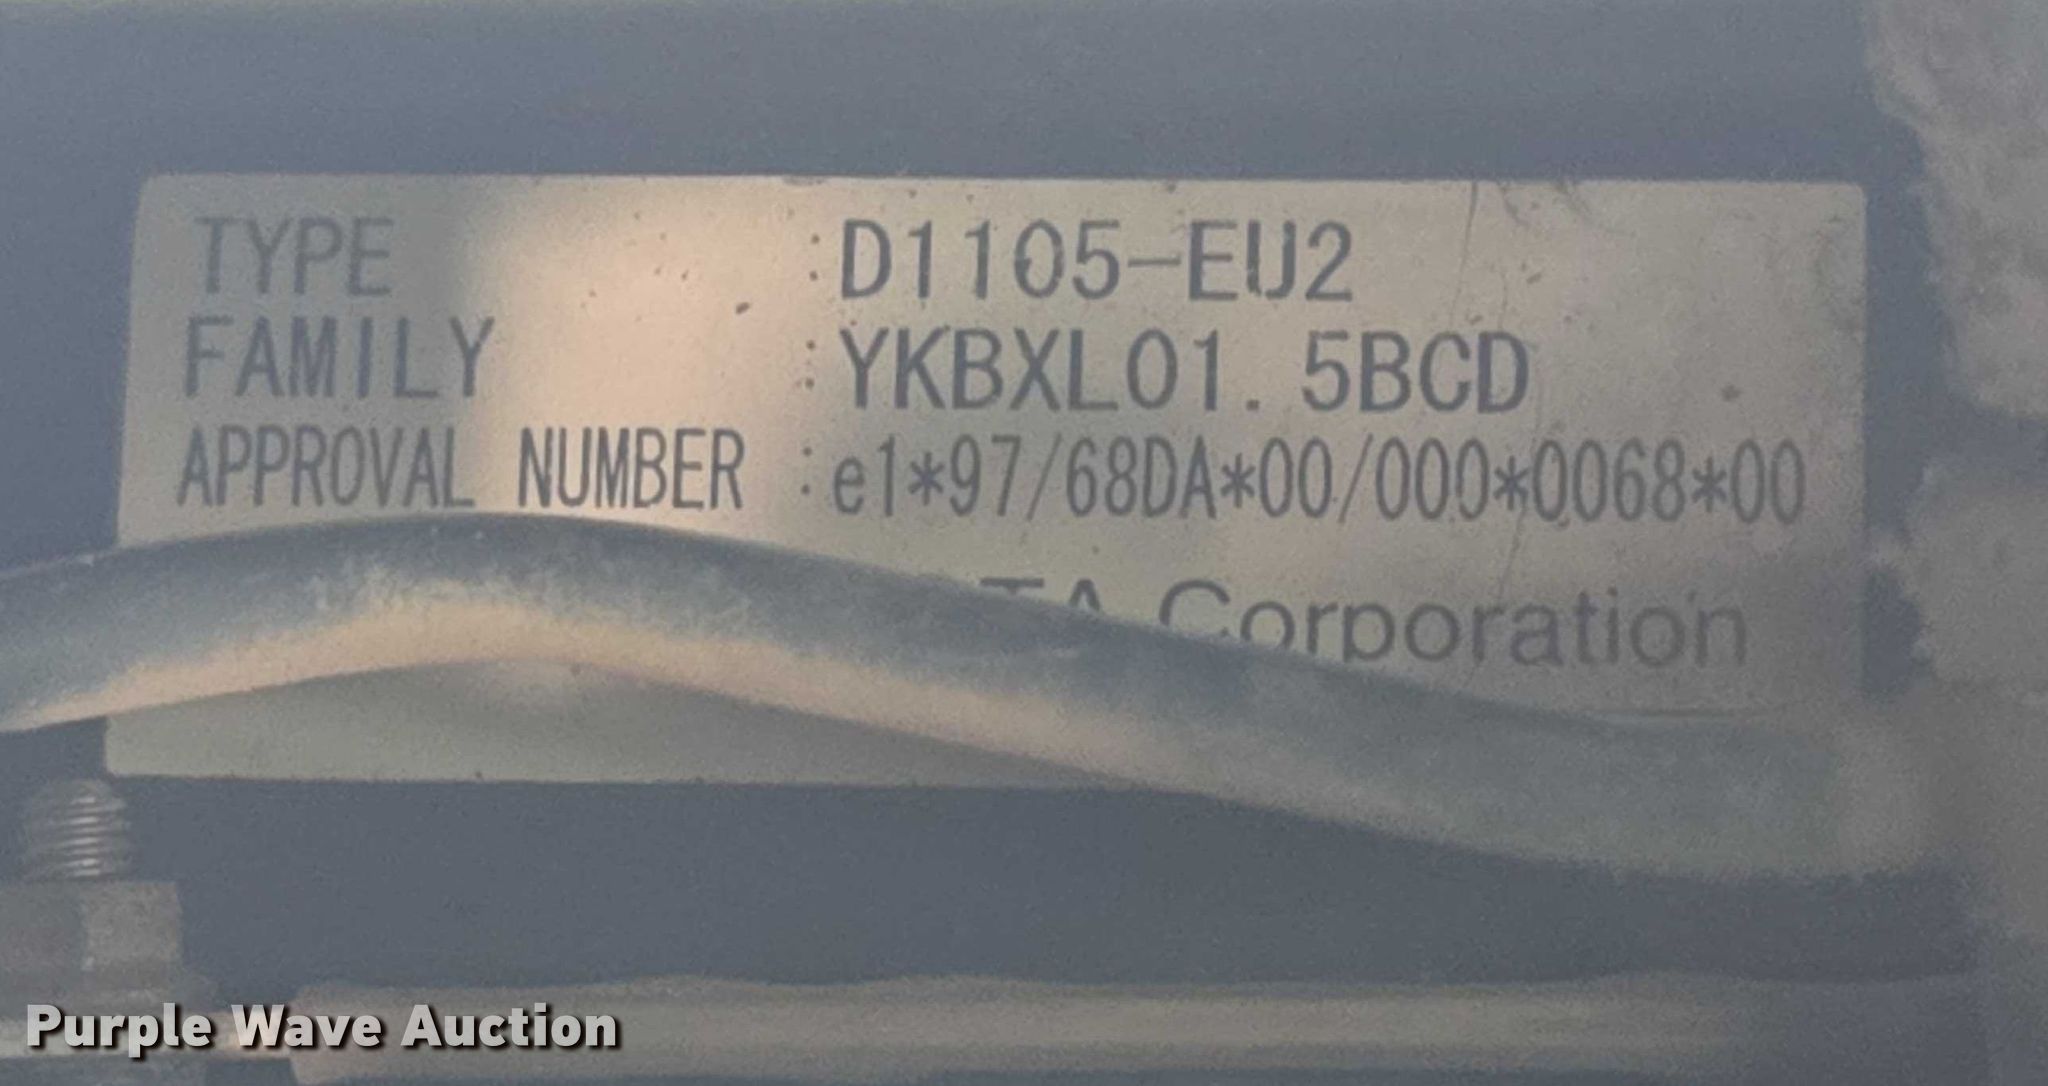 TYPE :D1105-EU2
FAMILY :YKBXL01.5BCD
APPROVAL NUMBER :e1*97/68DA*00/000*0068*00
TA Corporation
Purple Wave Auction